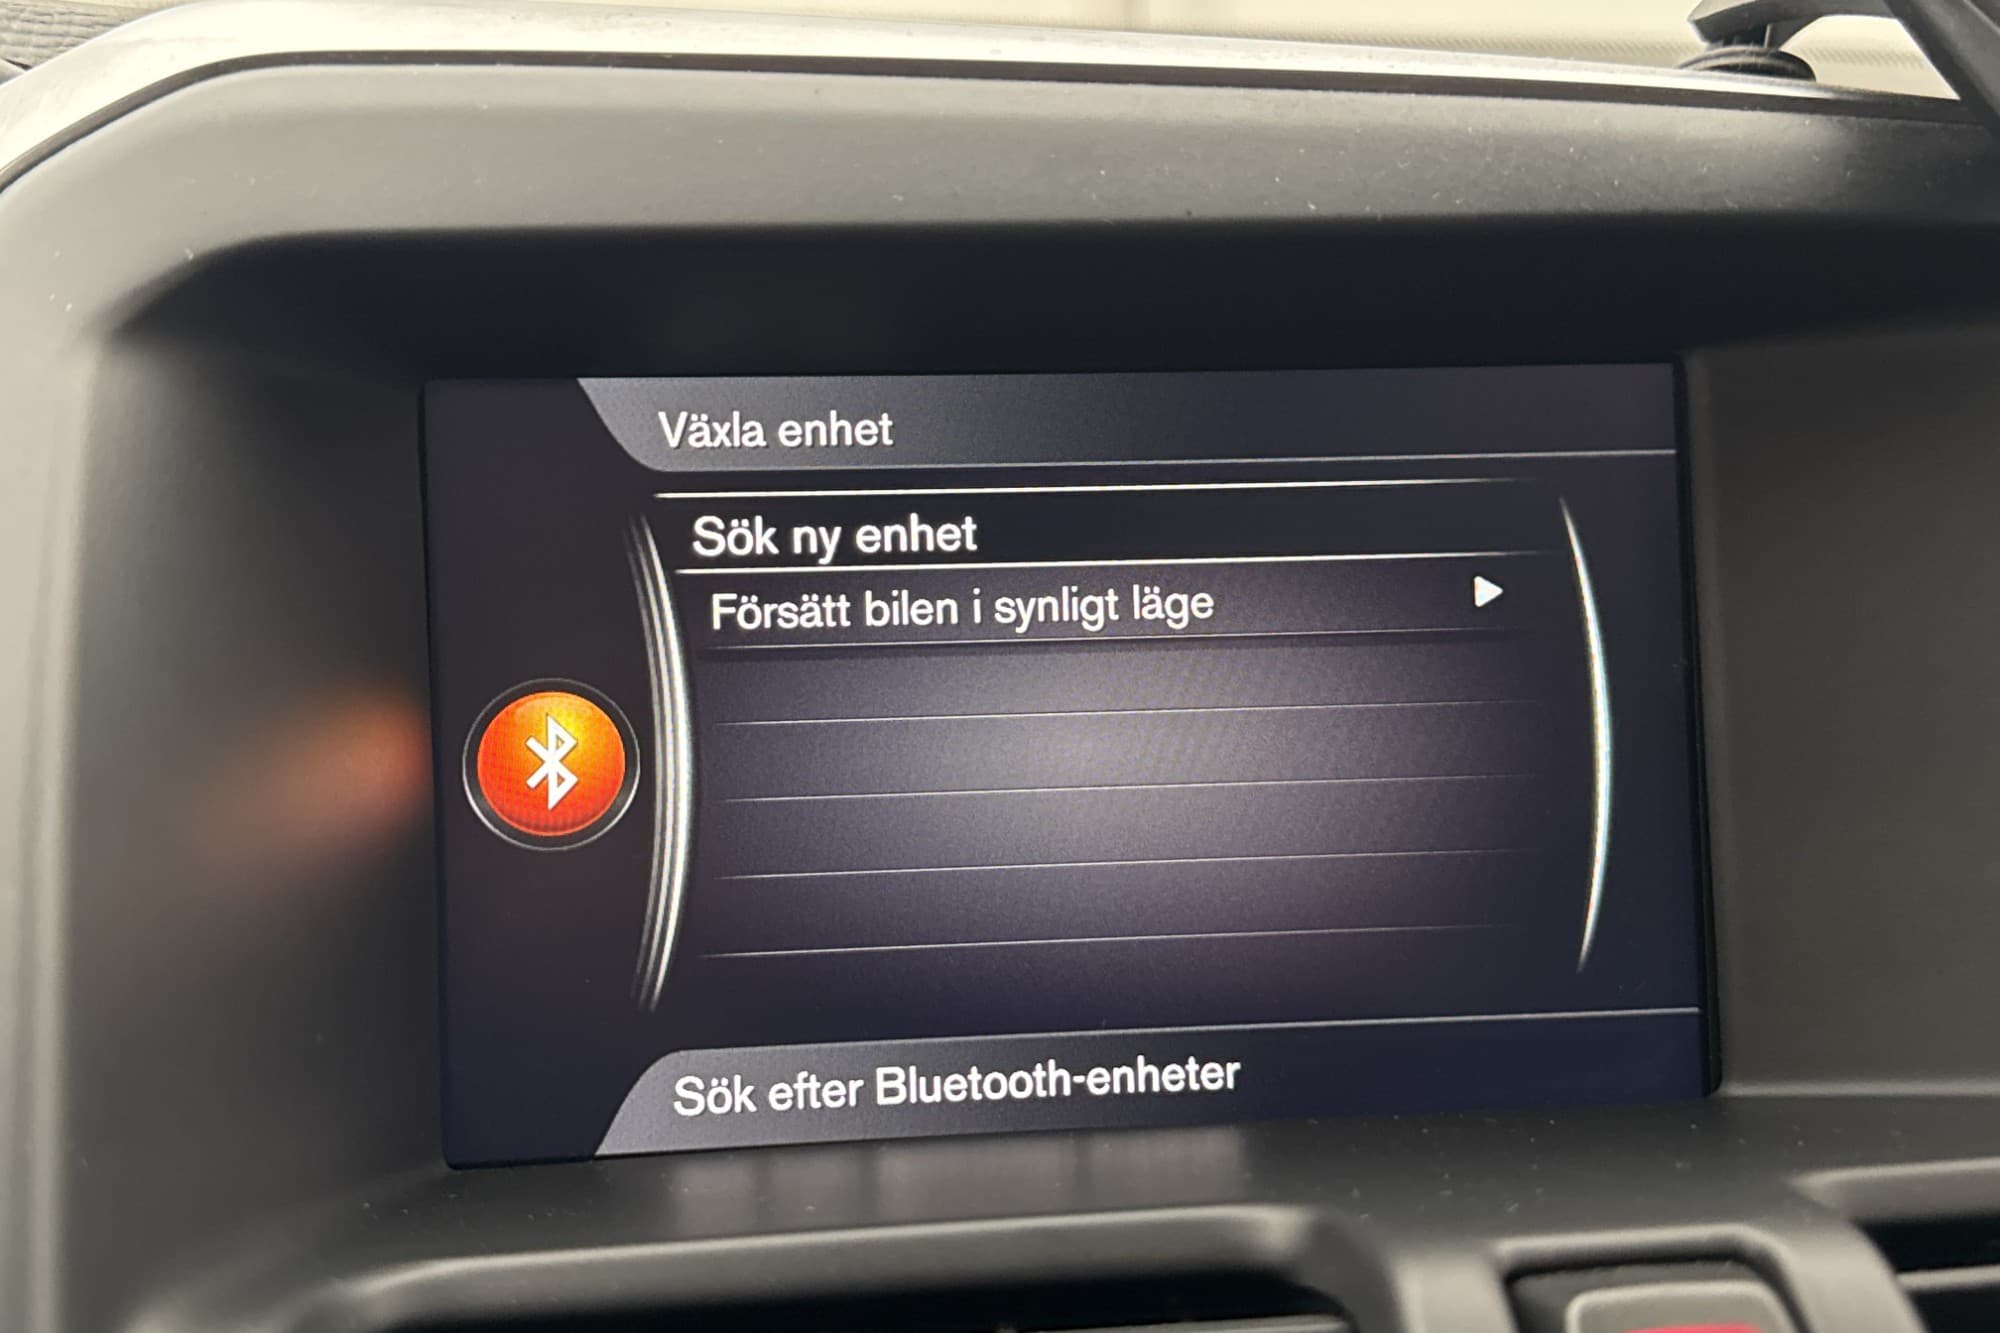 Växla enhet
Sök ny enhet
Försätt bilen i synligt läge
Sök efter Bluetooth-enheter